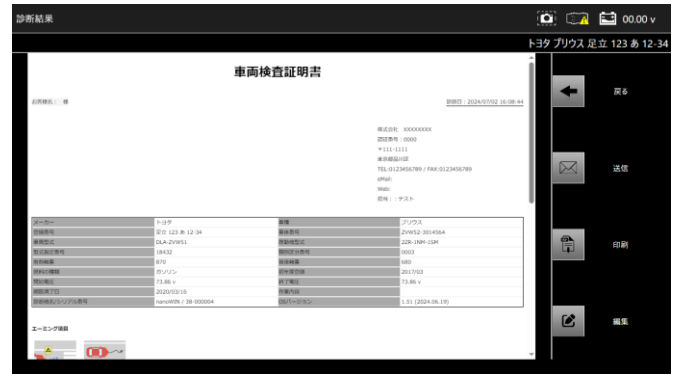 診断結果
00.00 v
トヨタ プリウス 足立 123 あ 12-34
車両検査証明書
お客様名: 様
診断日 : 2024/07/02 16:08:44
株式会社 XXXXXXXX
認証番号 : 0000
〒111-1111
東京都品川区
TEL:0123456789 / FAX:0123456789
eMail:
Web:
担当: : テスト
メーカー トヨタ 車種 プリウス
登録番号 足立 123 あ 12-34 車体番号 ZVW52-3014564
車両型式 DLA-ZVW51 原動機型式 2ZR-1NM-1SM
型式指定番号 18432 類別区分番号 0003
前前軸重 870 後後軸重 680
燃料の種類 ガソリン 初年度登録 2017/03
開始電圧 73.86 v 終了電圧 73.86 v
2020/03/16 作業内容
診断機名/シリアル番号 nanoWIN / 38-000004 OSバージョン 1.51 (2024.06.19)
エーミング項目
戻る
送信
印刷
編集